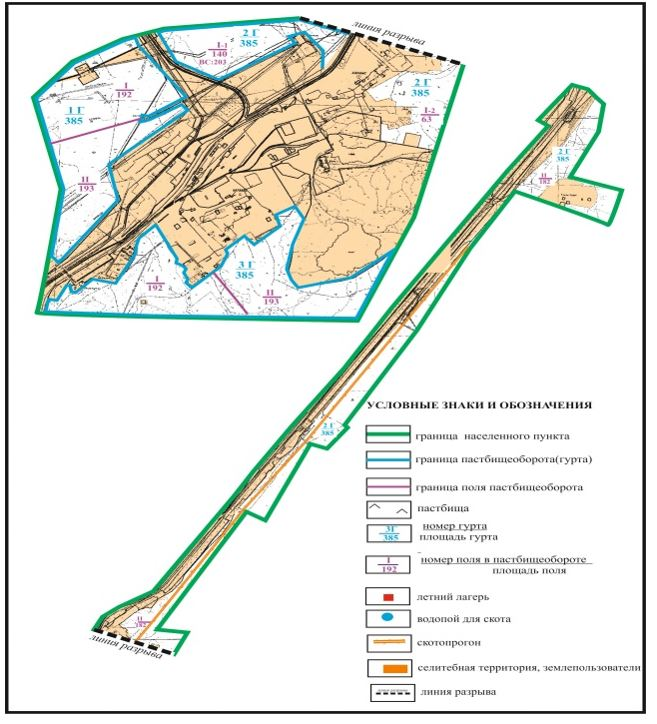 линия разрыва
2 Г
385
I-1
140
ВС:203
2 Г
385
I-2
63
I
192
1 Г
385
II
193
3 Г
385
I
192
II
193
2 Г
385
II
182
2 Г
385
II
182
линия разрыва
УСЛОВНЫЕ ЗНАКИ И ОБОЗНАЧЕНИЯ
граница населенного пункта
граница пастбищеоборота(гурта)
граница поля пастбищеоборота
пастбища
3Г
385
номер гурта
площадь гурта
I
192
номер поля в пастбищеобороте
площадь поля
летний лагерь
водопой для скота
скотопрогон
селитебная территория, землепользователи
линия разрыва